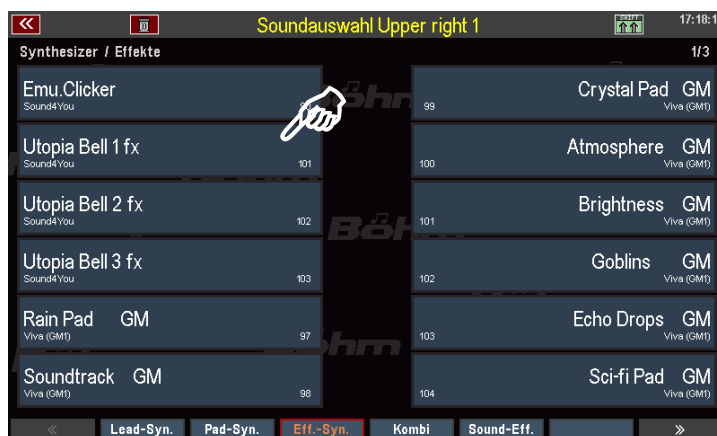 Soundauswahl Upper right 1
SHIFT
17:18:1
Synthesizer / Effekte
1/3
Emu.Clicker
Sound4You
Crystal Pad GM
Viva (GM1)
99
Utopia Bell 1 fx
Sound4You
101
Atmosphere GM
Viva (GM1)
100
Utopia Bell 2 fx
Sound4You
102
Brightness GM
Viva (GM1)
101
Utopia Bell 3 fx
Sound4You
103
Goblins GM
Viva (GM1)
102
Rain Pad GM
Viva (GM1)
97
Echo Drops GM
Viva (GM1)
103
Soundtrack GM
Viva (GM1)
98
Sci-fi Pad GM
Viva (GM1)
104
Böhm
Lead-Syn. Pad-Syn. Eff.-Syn. Kombi Sound-Eff.